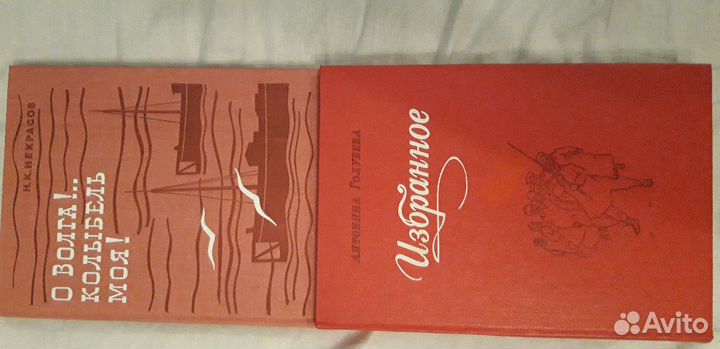 Н.К.НЕКРАСОВ
О ВОЛГА!..
КОЛЫБЕЛЬ
МОЯ!
АНТОНИНА ГОЛУБЕВА
Избранное
Avito